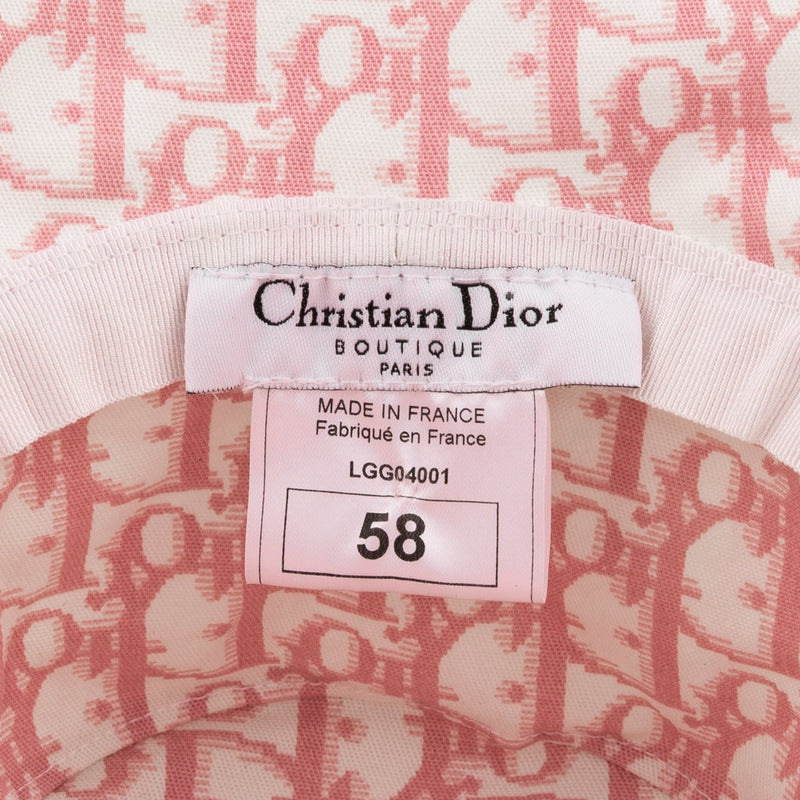 Christian Dior
BOUTIQUE
PARIS
MADE IN FRANCE
Fabriqué en France
LGG04001
58